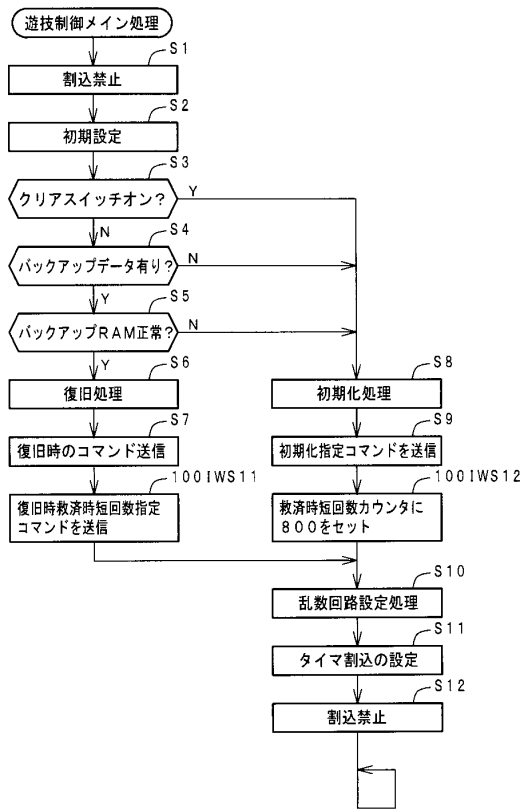 遊技制御メイン処理
S1
割込禁止
S2
初期設定
S3
クリアスイッチオン?
Y
N
S4
バックアップデータ有り?
N
Y
S5
バックアップRAM正常?
N
Y
S6
復旧処理
S7
復旧時のコマンド送信
100IWS11
復旧時救済時短回数指定
コマンドを送信
S8
初期化処理
S9
初期化指定コマンドを送信
100IWS12
救済時短回数カウンタに
800をセット
S10
乱数回路設定処理
S11
タイマ割込の設定
S12
割込禁止